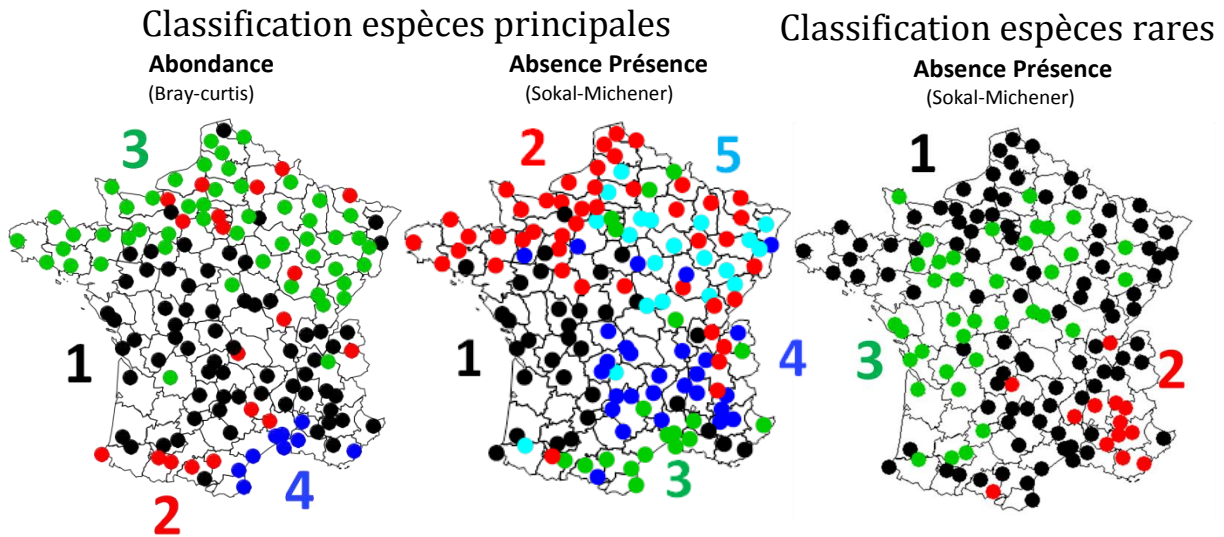 Classification espèces principales
Classification espèces rares
Abondance
(Bray-curtis)
Absence Présence
(Sokal-Michener)
Absence Présence
(Sokal-Michener)
3
1
2
4
2
5
1
4
3
1
3
2